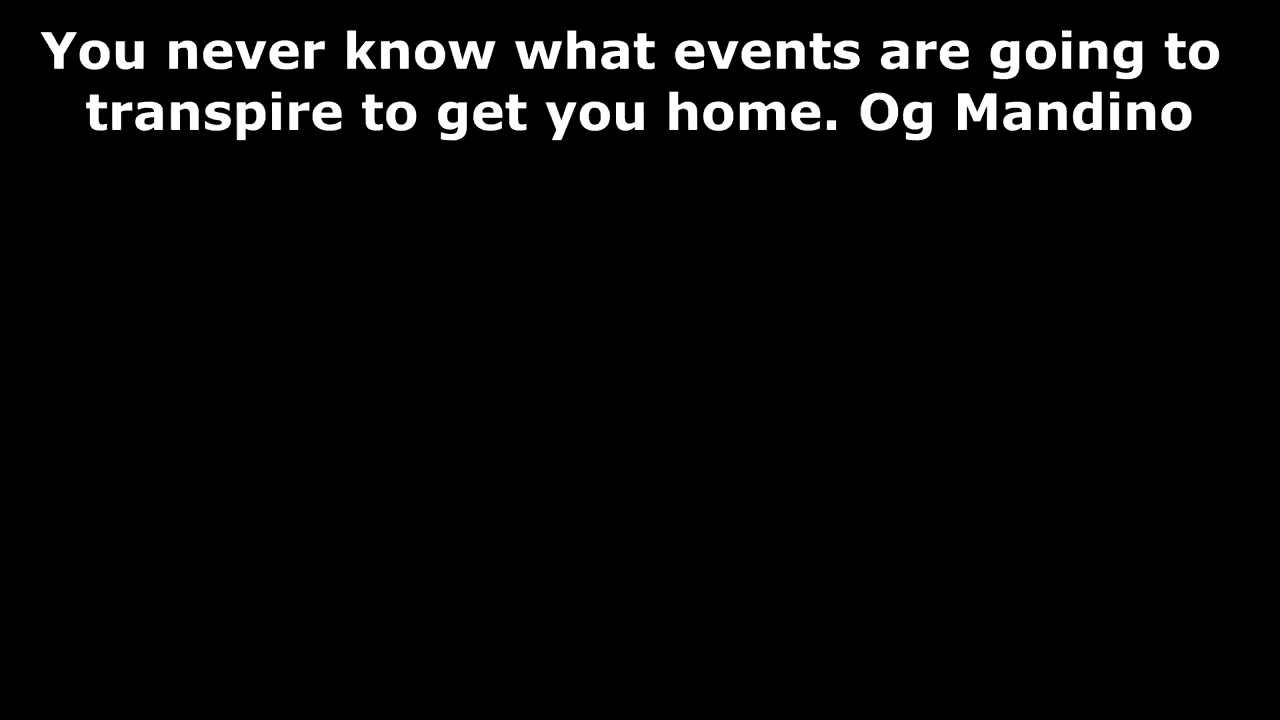 You never know what events are going to
transpire to get you home. Og Mandino